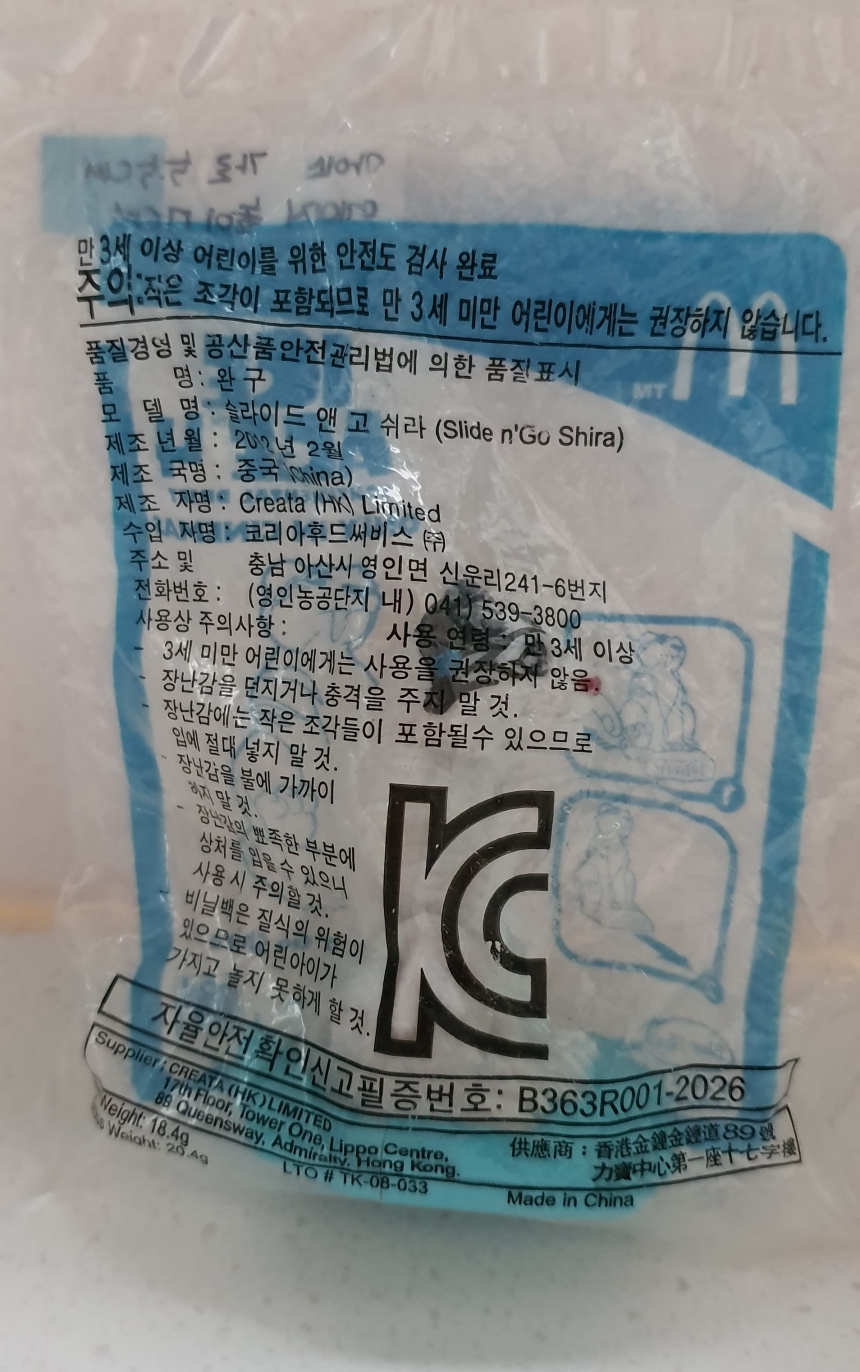 만 3세 이상 어린이를 위한 안전도 검사 완료
주의:작은 조각이 포함되므로 만 3세 미만 어린이에게는 권장하지 않습니다.
품질경영 및 공산품안전관리법에 의한 품질표시
품 명 : 완 구
모 델 명 : 슬라이드 앤 고 쉬라 (Slide n'Go Shira)
제조 년 월 : 년 2월
제조 국명 : 중국 (China)
제조 자명 : Creata (HK) Limited
수입 자명 : 코리아후드써비스 ㈜
주소 및 충남 아산시 영인면 신운리241-6번지
전화번호 : (영인농공단지 내) 041) 539-3800
사용상 주의사항 : 사용 연령 : 만 3세 이상
- 3세 미만 어린이에게는 사용을 권장하지 않음.
- 장난감을 던지거나 충격을 주지 말 것.
- 장난감에는 작은 조각들이 포함될수 있으므로
입에 절대 넣지 말 것.
- 장난감을 불에 가까이
하지 말 것.
- 장난감의 뾰족한 부분에
상처를 입을 수 있으니
사용 시 주의할 것.
비닐백은 질식의 위험이
있으므로 어린아이가
가지고 놀지 못하게 할 것.
KC
자율안전확인신고필증번호: B363R001-2026
Supplier : CREATA (HK) LIMITED
17th Floor, Tower One, Lippo Centre,
89 Queensway, Admiralty, Hong Kong.
供應商：香港金鐘金鐘道89號
力寶中心第一座十七字樓
Weight: 18.4g
Weight: 20.4g
LTO # TK-08-033
Made in China